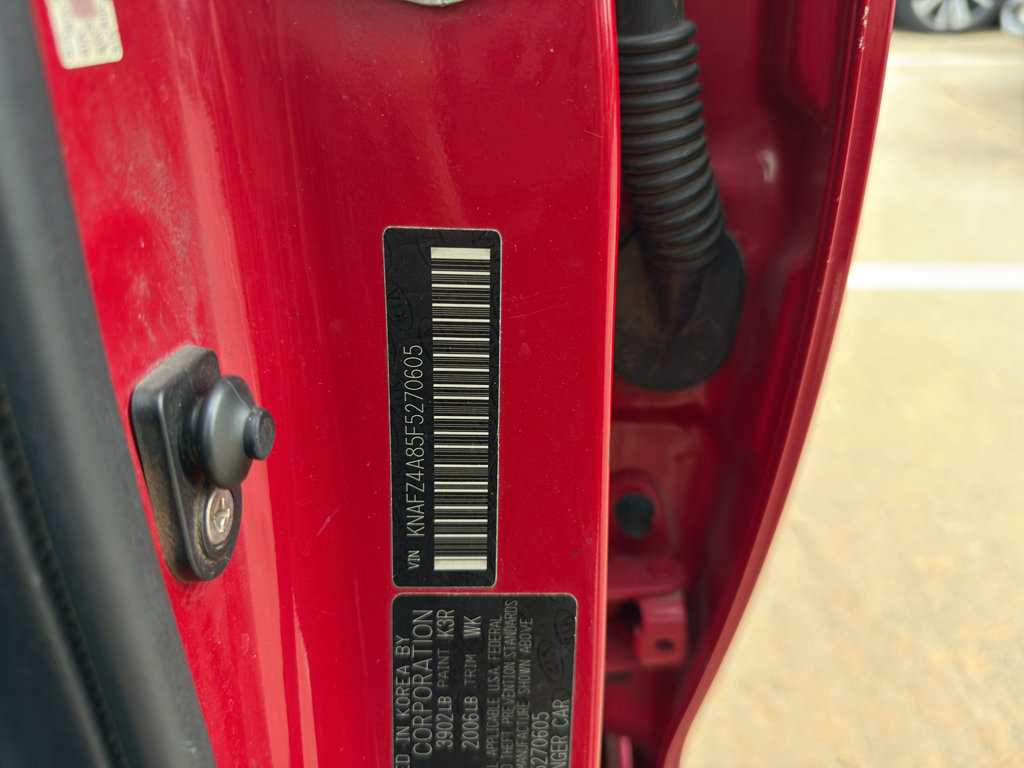 VIN KNAFZ4A85F5270605
ED IN KOREA BY
CORPORATION
3902LB PAINT K3R
2006LB TRIM WK
APPLICABLE U.S.A. FEDERAL
THEFT PREVENTION STANDARDS
MANUFACTURE SHOWN ABOVE
5270605
NGER CAR